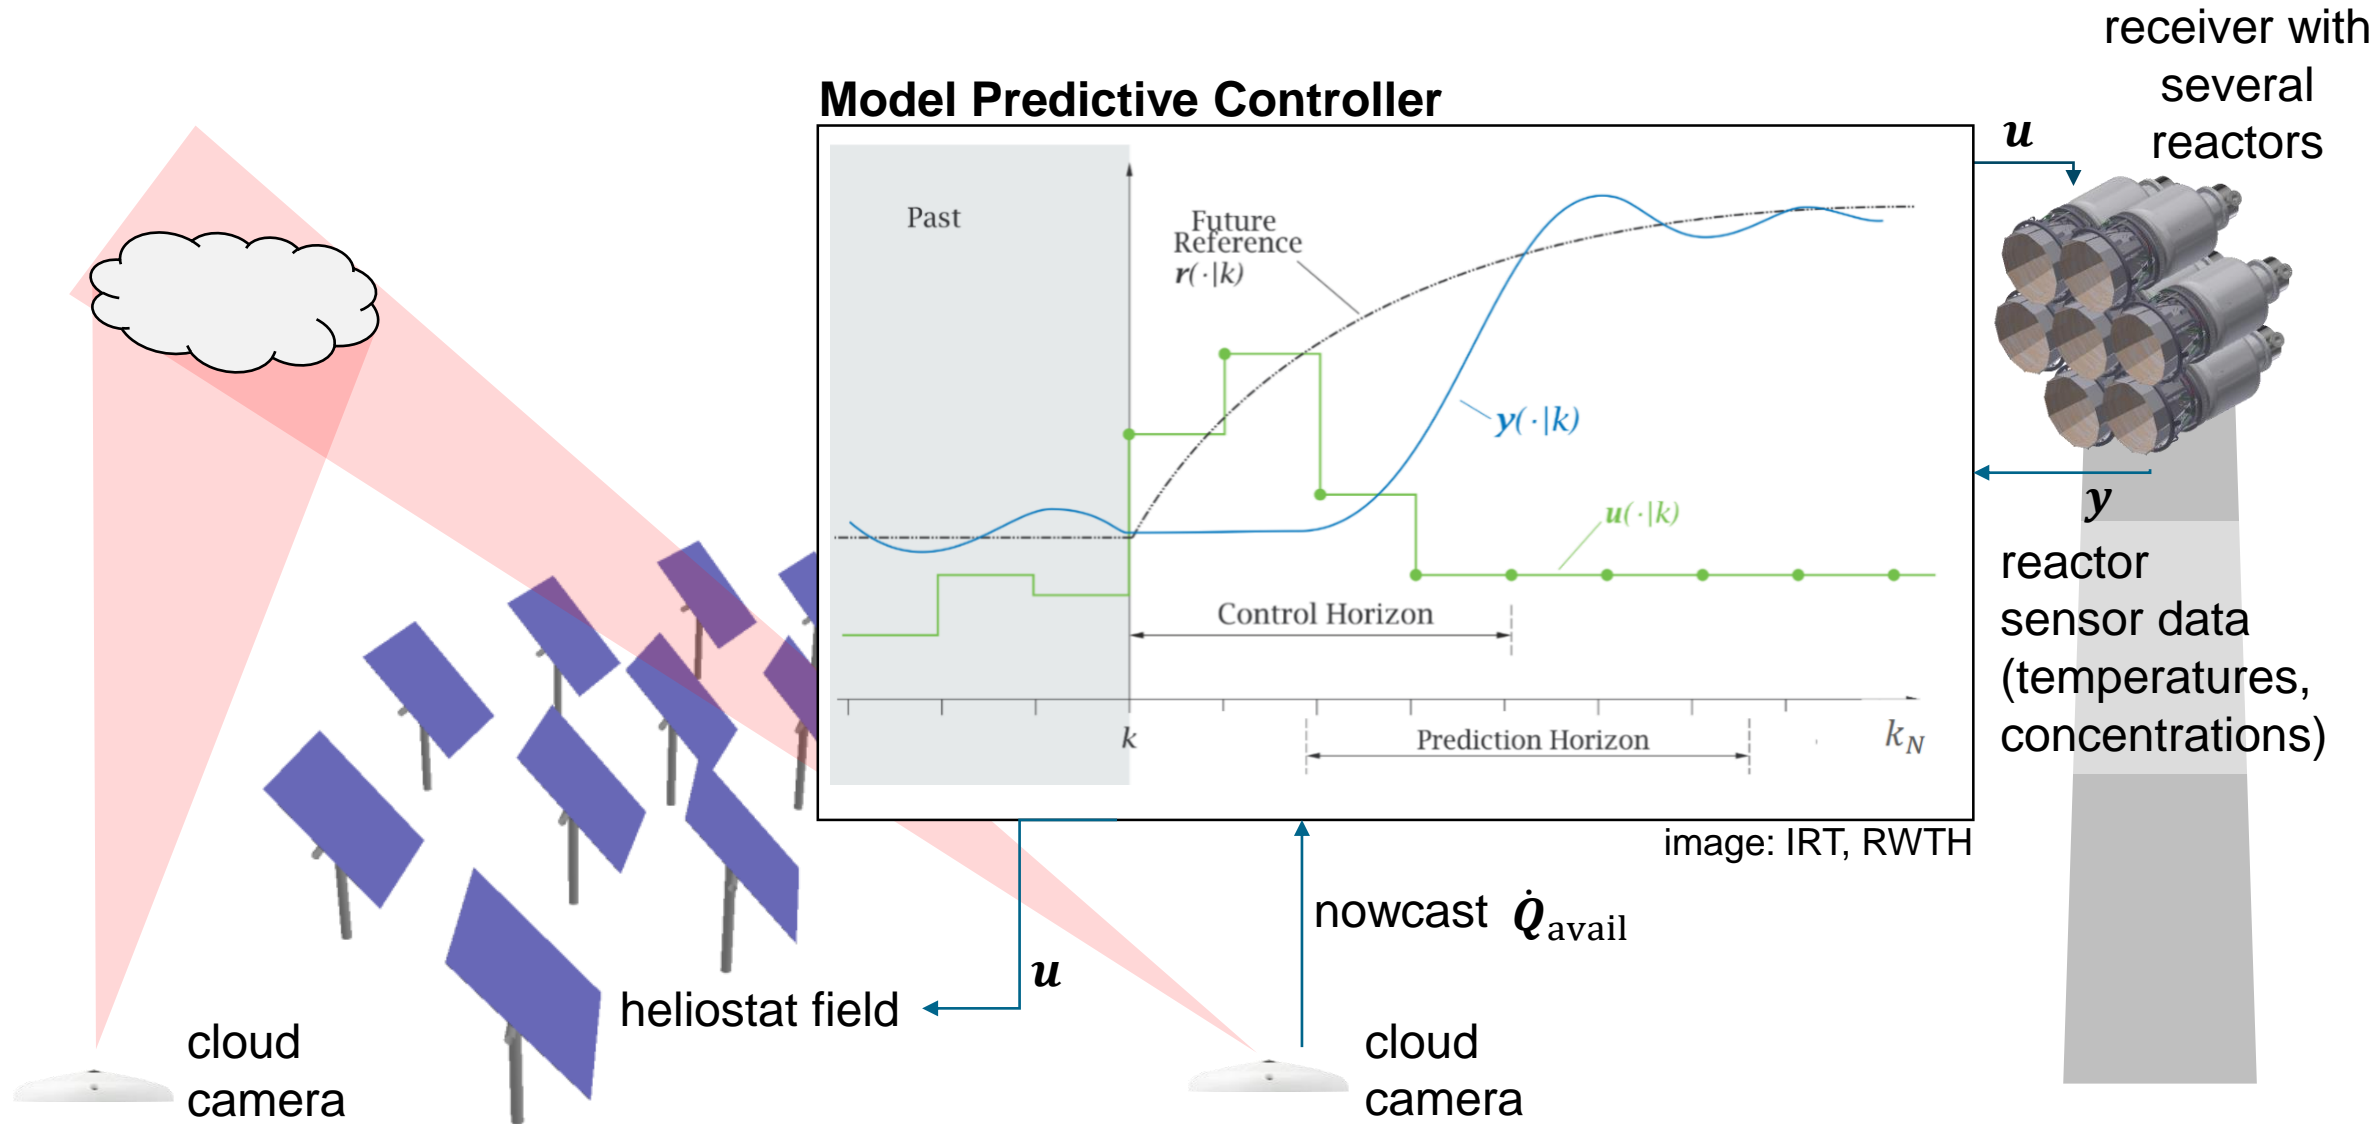 receiver with
several
reactors
Model Predictive Controller
u
Past
Future
Reference
r(·|k)
y(·|k)
u(·|k)
y
Control Horizon
reactor
sensor data
(temperatures,
concentrations)
k
Prediction Horizon
k_N
image: IRT, RWTH
nowcast Q̇_avail
u
heliostat field
cloud
camera
cloud
camera